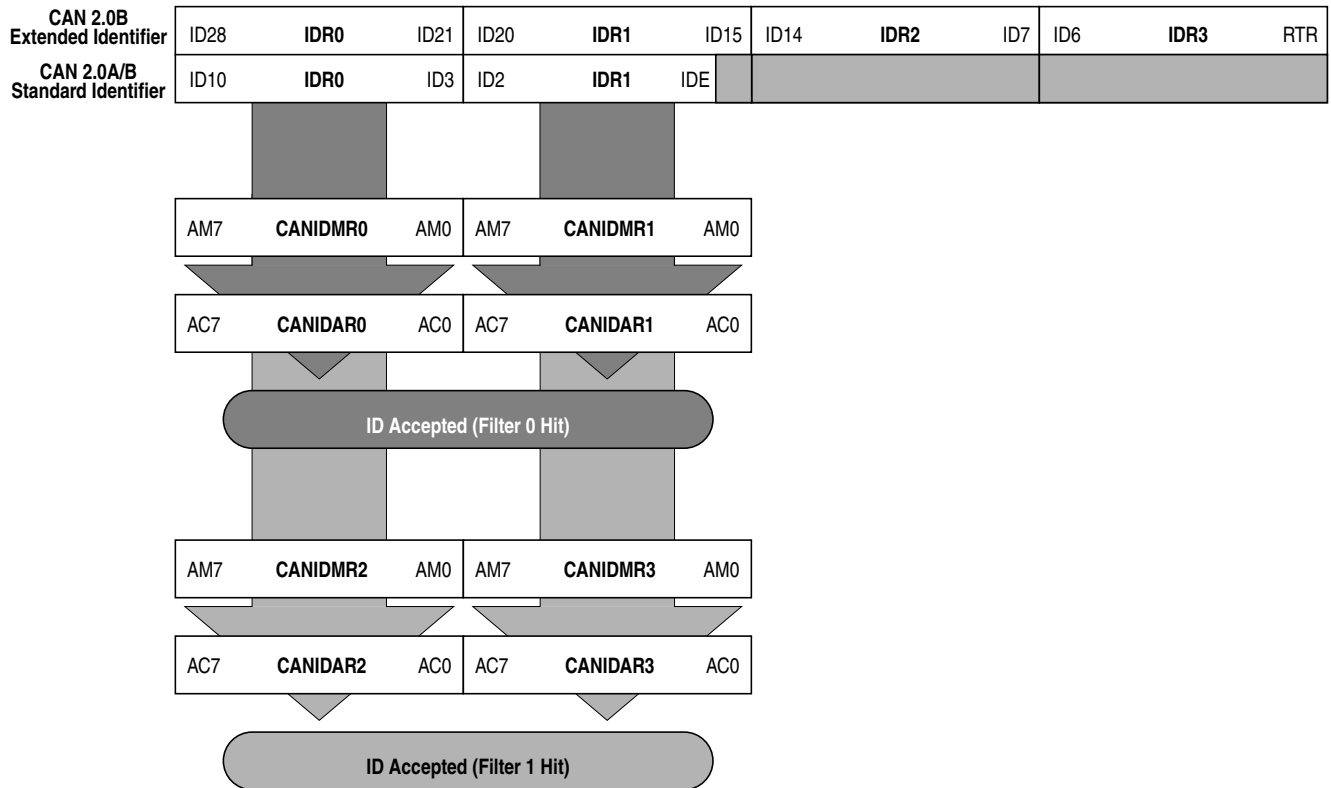 CAN 2.0B
Extended Identifier ID28 IDR0 ID21 ID20 IDR1 ID15 ID14 IDR2 ID7 ID6 IDR3 RTR
CAN 2.0A/B
Standard Identifier ID10 IDR0 ID3 ID2 IDR1 IDE
AM7 CANIDMR0 AM0 AM7 CANIDMR1 AM0
AC7 CANIDAR0 AC0 AC7 CANIDAR1 AC0
ID Accepted (Filter 0 Hit)
AM7 CANIDMR2 AM0 AM7 CANIDMR3 AM0
AC7 CANIDAR2 AC0 AC7 CANIDAR3 AC0
ID Accepted (Filter 1 Hit)